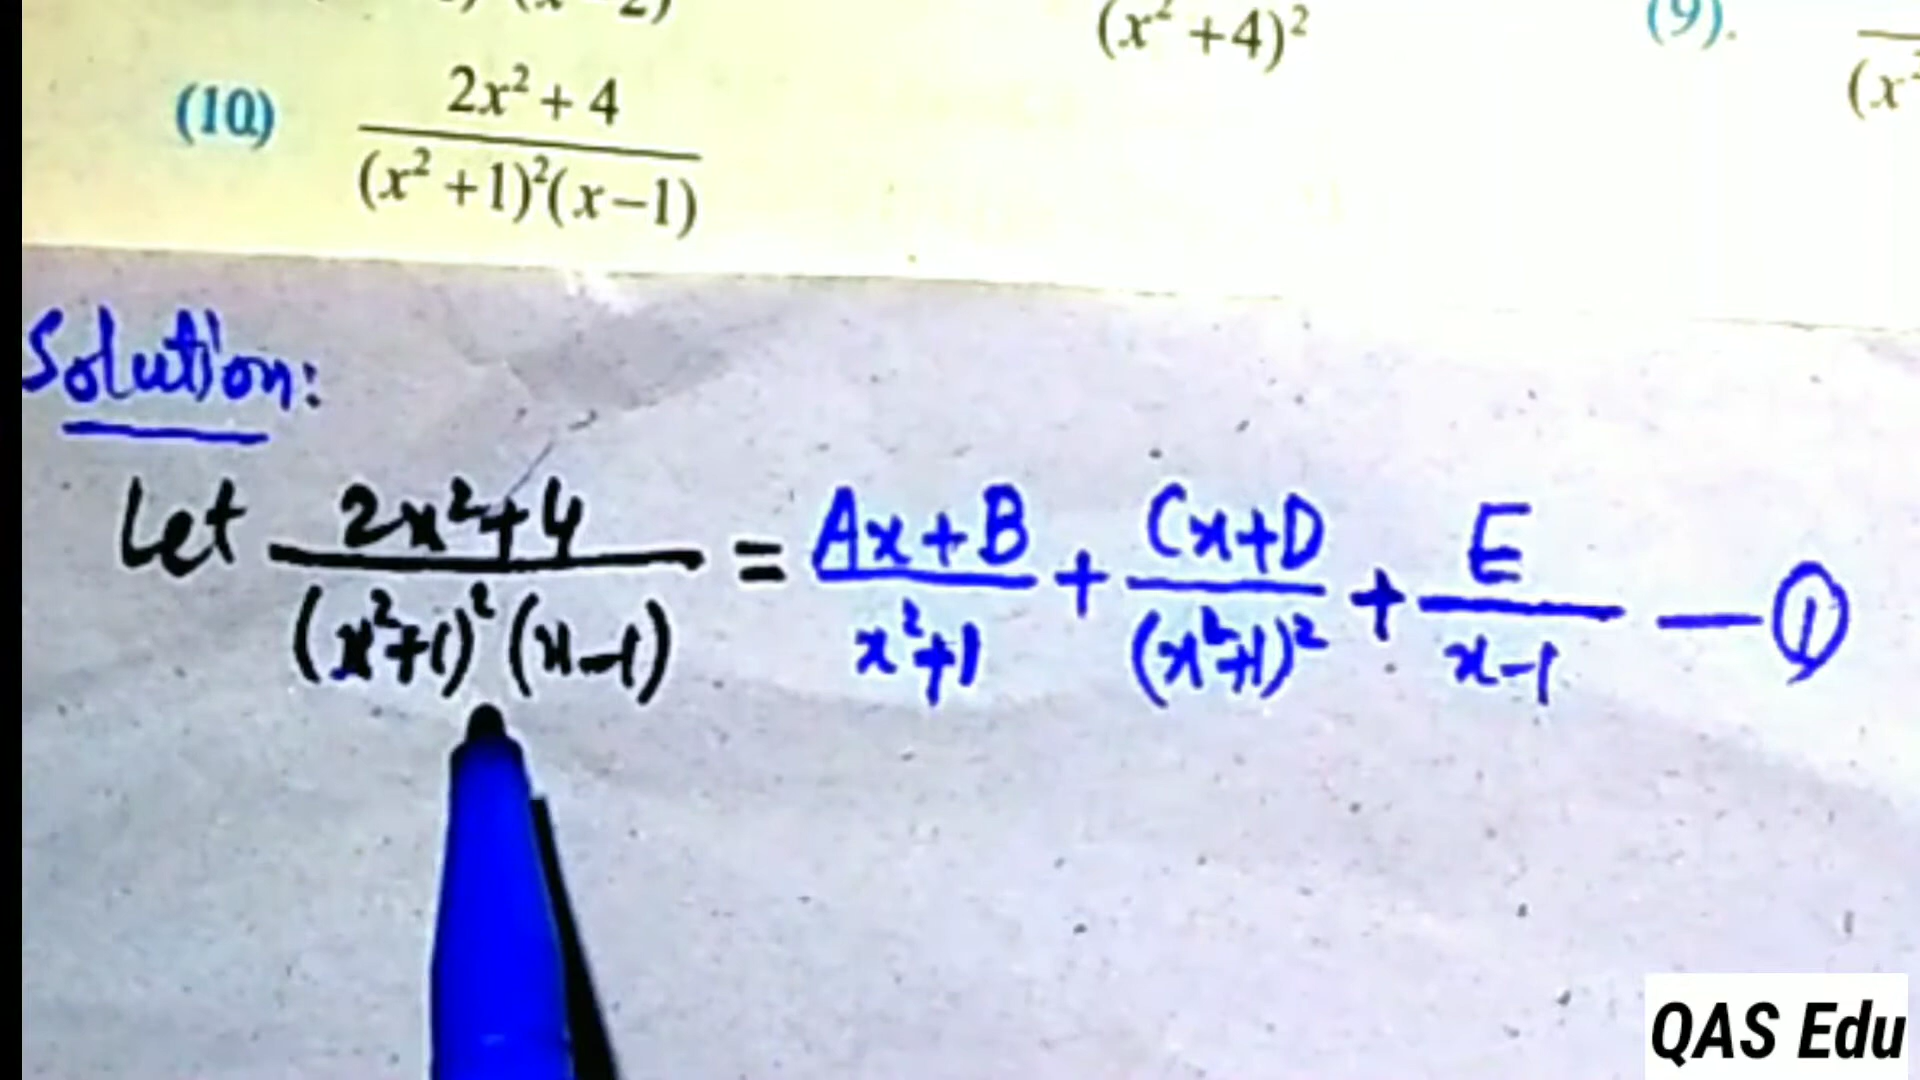 (x² +4)²
(9).
(10) 2x² + 4
(x² +1)²(x−1)
Solution:
Let 2x²+4 / (x²+1)² (x-1) = Ax+B / x²+1 + Cx+D / (x²+1)² + E / x-1 — ①
QAS Edu